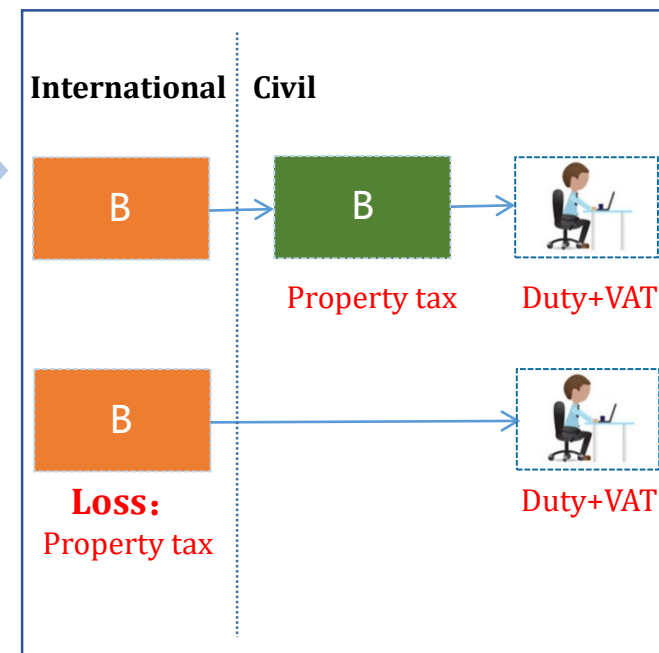 International Civil
B
B
Property tax
Duty+VAT
B
Loss：
Property tax
Duty+VAT